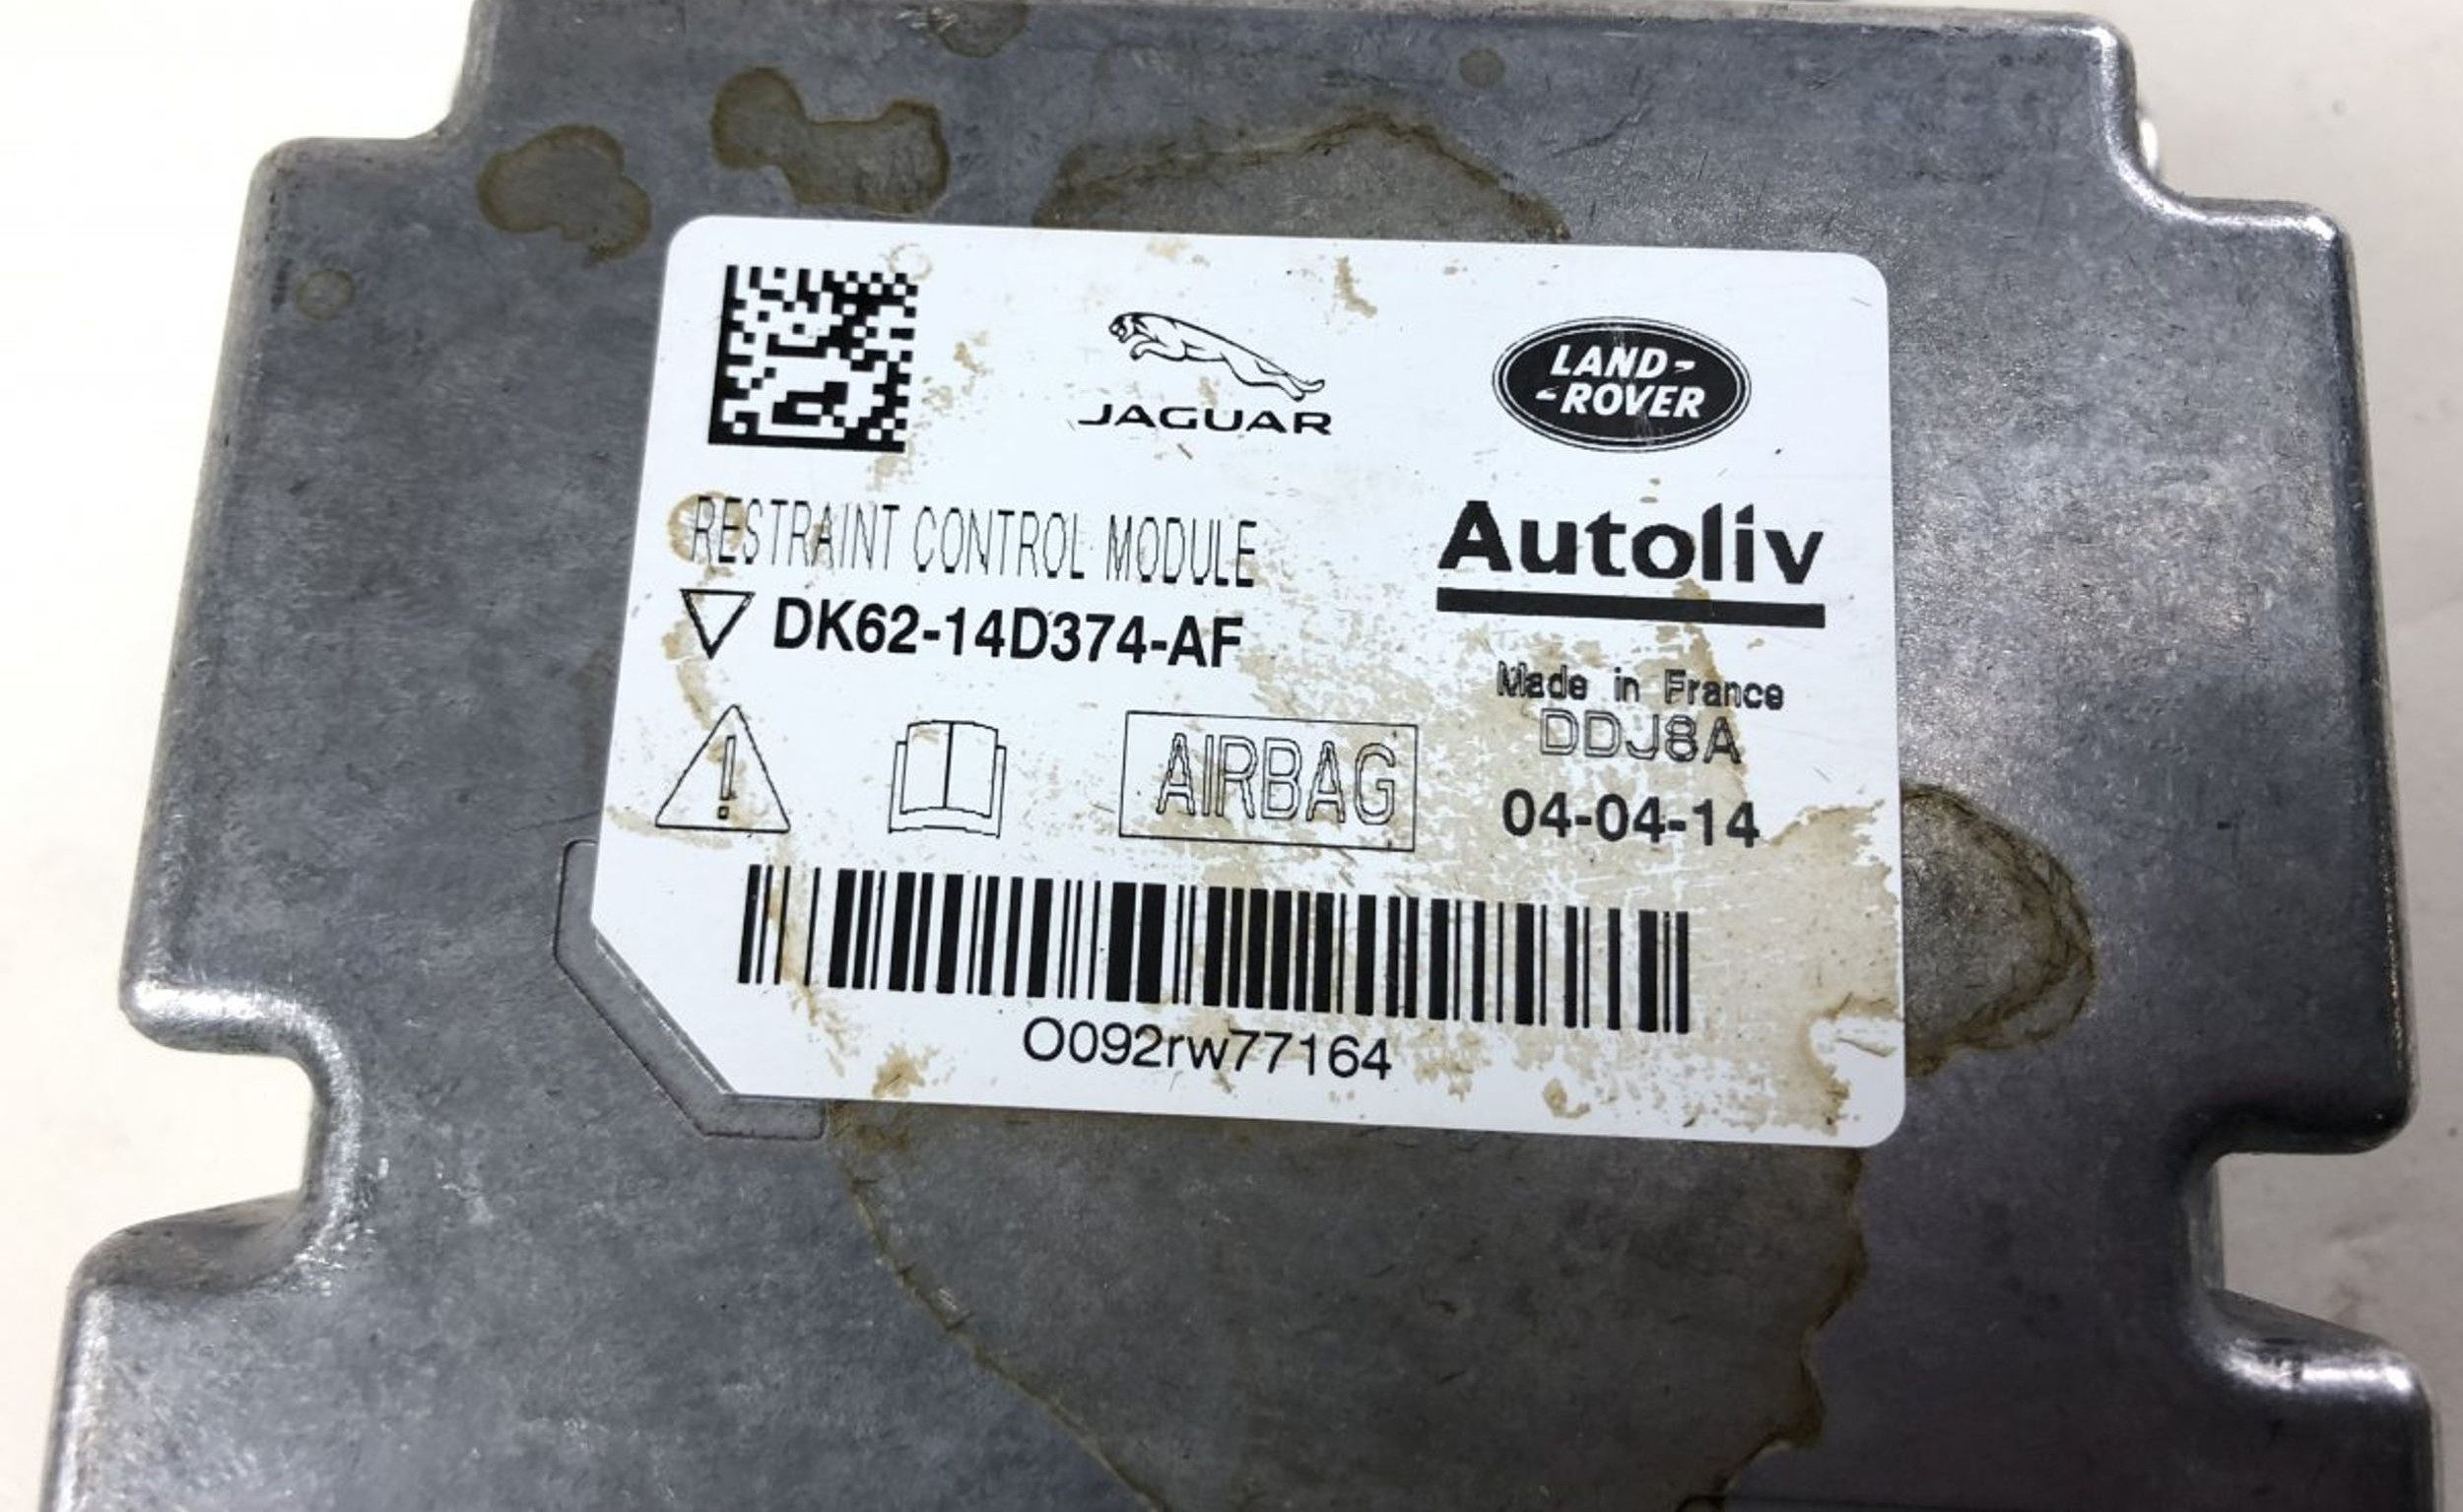 JAGUAR
LAND-
-ROVER
RESTRAINT CONTROL MODULE
Autoliv
DK62-14D374-AF
Made in France
DDJ8A
AIRBAG
04-04-14
O092rw77164